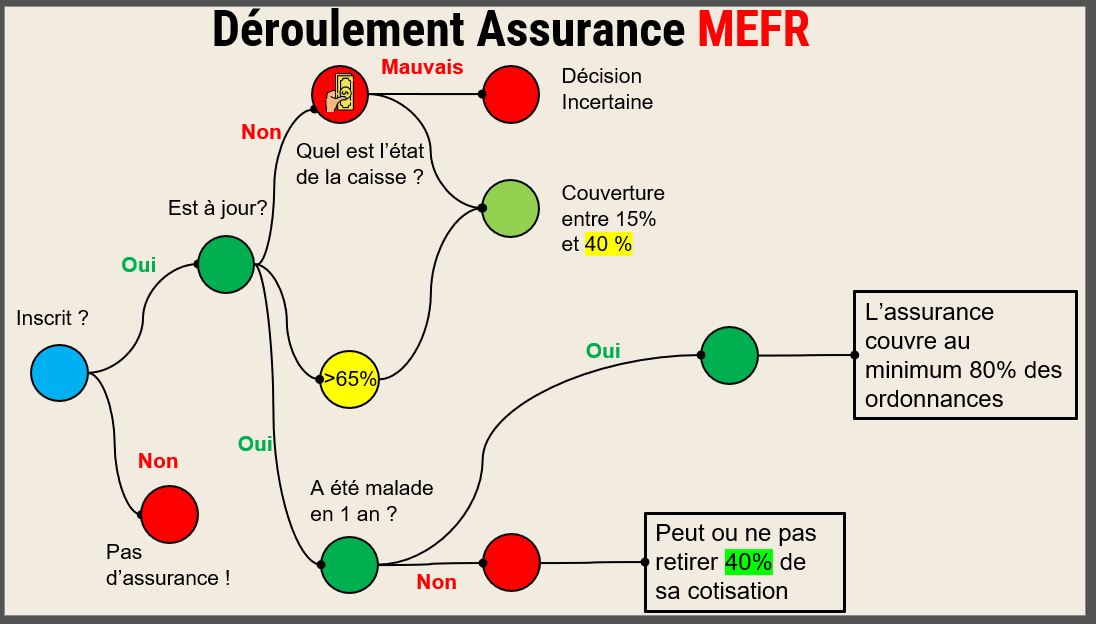 Déroulement Assurance MEFR
Mauvais
Décision
Incertaine
Non
Quel est l'état
de la caisse ?
Est à jour?
Couverture
entre 15%
et 40 %
Oui
Inscrit ?
>65%
Oui
L'assurance
couvre au
minimum 80% des
ordonnances
Oui
Non
A été malade
en 1 an ?
Pas
d'assurance !
Non
Peut ou ne pas
retirer 40% de
sa cotisation